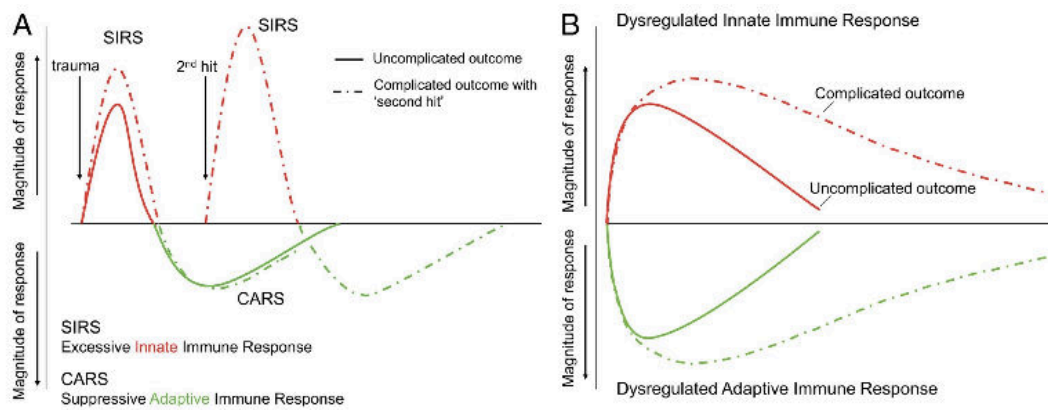 A
SIRS
SIRS
trauma
2nd hit
Uncomplicated outcome
Complicated outcome with
'second hit'
Magnitude of response
Magnitude of response
CARS
SIRS
Excessive Innate Immune Response
CARS
Suppressive Adaptive Immune Response
B
Dysregulated Innate Immune Response
Complicated outcome
Uncomplicated outcome
Magnitude of response
Magnitude of response
Dysregulated Adaptive Immune Response